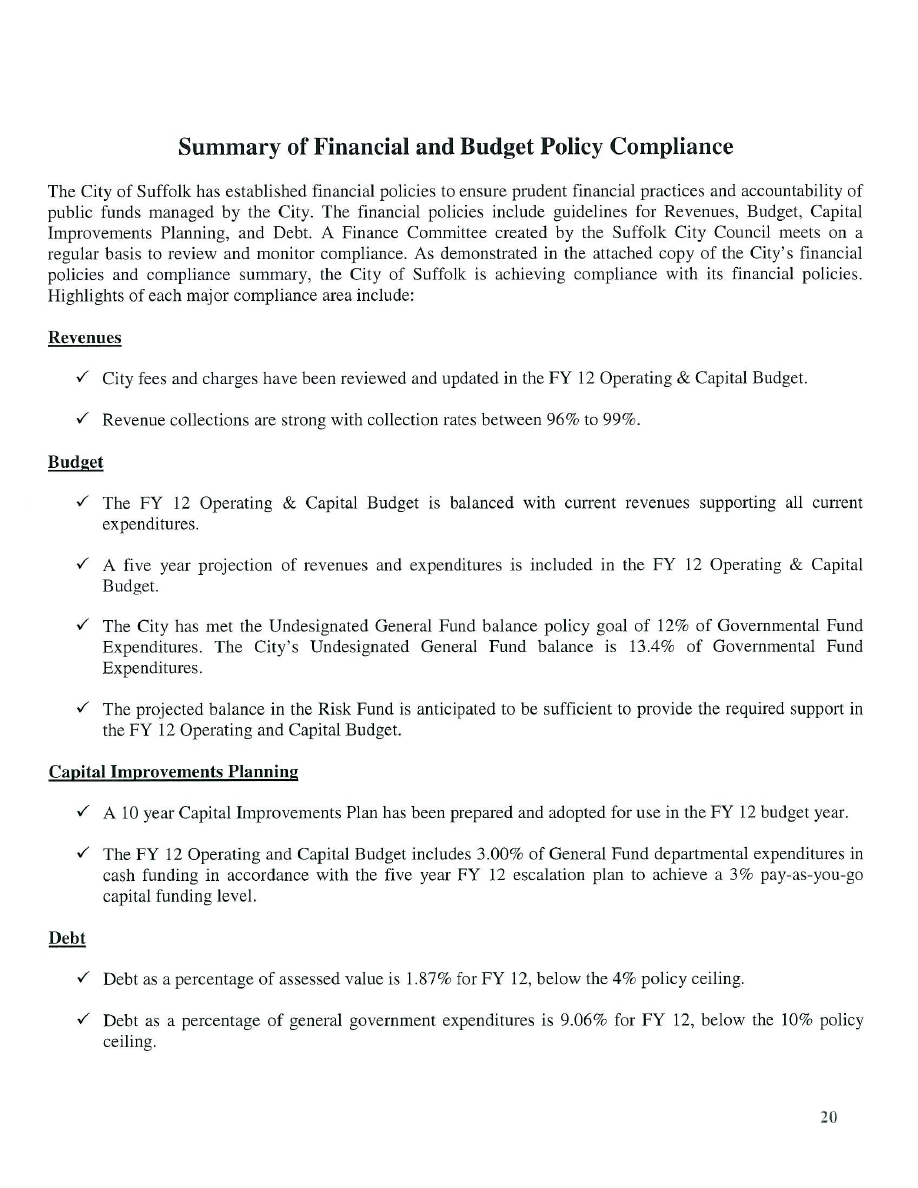 Summary of Financial and Budget Policy Compliance
The City of Suffolk has established financial policies to ensure prudent financial practices and accountability of
public funds managed by the City. The financial policies include guidelines for Revenues, Budget, Capital
Improvements Planning, and Debt. A Finance Committee created by the Suffolk City Council meets on a
regular basis to review and monitor compliance. As demonstrated in the attached copy of the City's financial
policies and compliance summary, the City of Suffolk is achieving compliance with its financial policies.
Highlights of each major compliance area include:
Revenues
✓ City fees and charges have been reviewed and updated in the FY 12 Operating & Capital Budget.
✓ Revenue collections are strong with collection rates between 96% to 99%.
Budget
✓ The FY 12 Operating & Capital Budget is balanced with current revenues supporting all current
expenditures.
✓ A five year projection of revenues and expenditures is included in the FY 12 Operating & Capital
Budget.
✓ The City has met the Undesignated General Fund balance policy goal of 12% of Governmental Fund
Expenditures. The City's Undesignated General Fund balance is 13.4% of Governmental Fund
Expenditures.
✓ The projected balance in the Risk Fund is anticipated to be sufficient to provide the required support in
the FY 12 Operating and Capital Budget.
Capital Improvements Planning
✓ A 10 year Capital Improvements Plan has been prepared and adopted for use in the FY 12 budget year.
✓ The FY 12 Operating and Capital Budget includes 3.00% of General Fund departmental expenditures in
cash funding in accordance with the five year FY 12 escalation plan to achieve a 3% pay-as-you-go
capital funding level.
Debt
✓ Debt as a percentage of assessed value is 1.87% for FY 12, below the 4% policy ceiling.
✓ Debt as a percentage of general government expenditures is 9.06% for FY 12, below the 10% policy
ceiling.
20